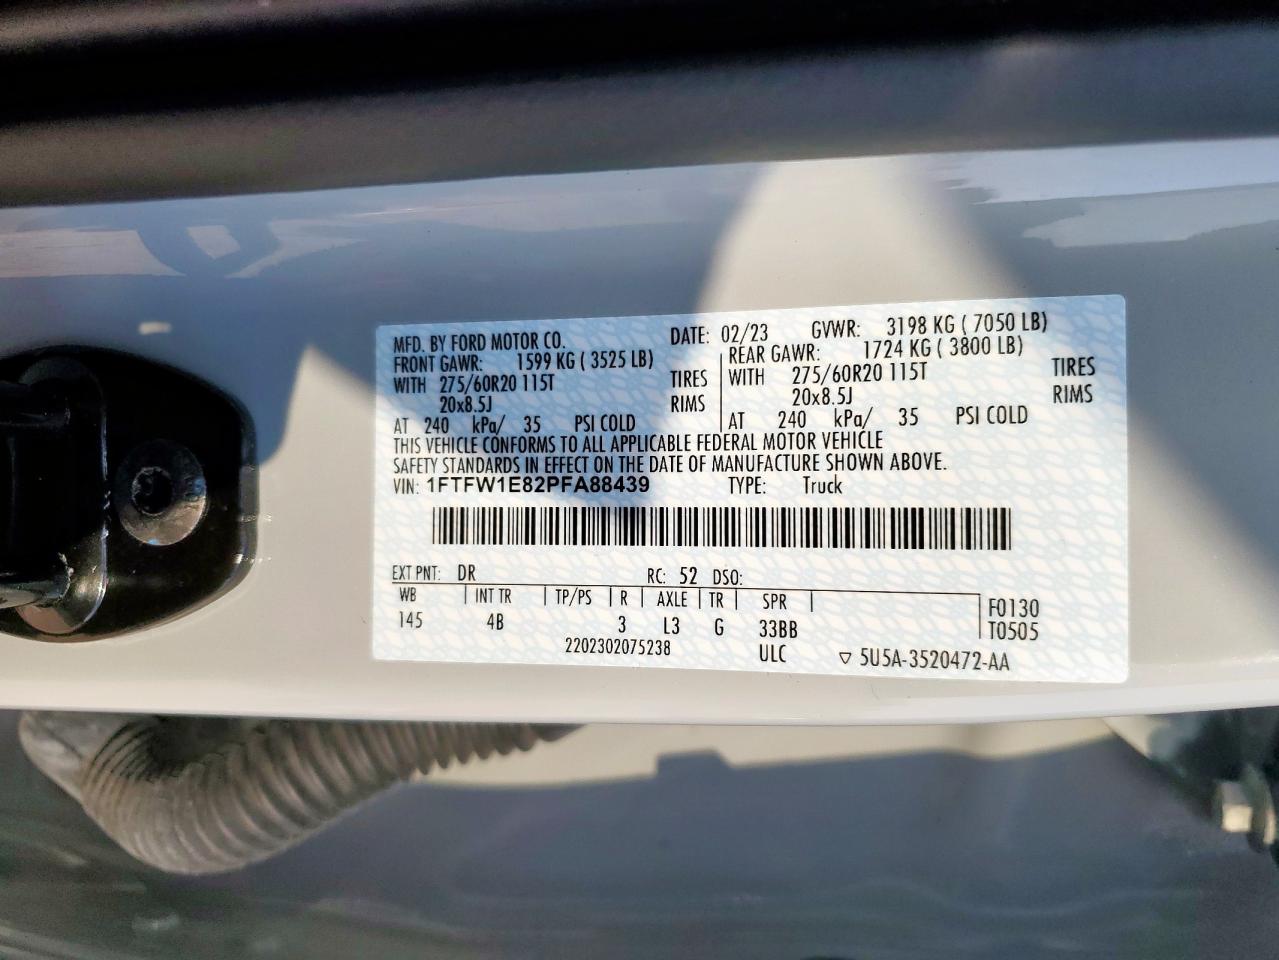 MFD. BY FORD MOTOR CO. DATE: 02/23 GVWR: 3198 KG ( 7050 LB)
FRONT GAWR: 1599 KG ( 3525 LB) REAR GAWR: 1724 KG ( 3800 LB)
WITH 275/60R20 115T TIRES WITH 275/60R20 115T TIRES
20x8.5J RIMS 20x8.5J RIMS
AT 240 kPa/ 35 PSI COLD AT 240 kPa/ 35 PSI COLD
THIS VEHICLE CONFORMS TO ALL APPLICABLE FEDERAL MOTOR VEHICLE
SAFETY STANDARDS IN EFFECT ON THE DATE OF MANUFACTURE SHOWN ABOVE.
VIN: 1FTFW1E82PFA88439 TYPE: Truck
EXT PNT: DR RC: 52 DSO:
WB INT TR TP/PS R AXLE TR SPR F0130
145 4B 3 L3 G 33BB T0505
2202302075238 ULC ▽ 5U5A-3520472-AA